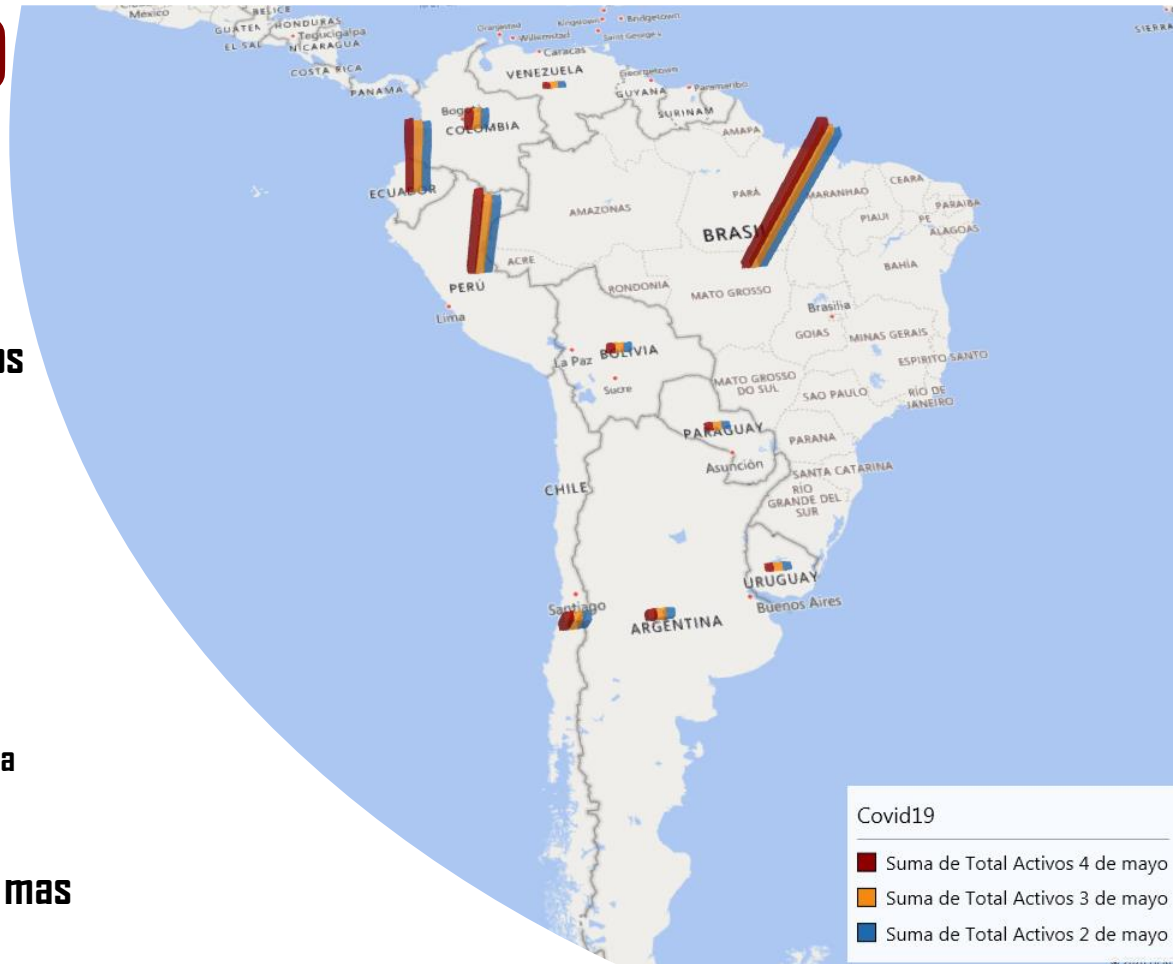 BELICE
Mexico
GUATEM
HONDURAS
Tegucigalpa
EL SAL
NICARAGUA
COSTA RICA
PANAMA
Oranjestad
Willemstad
Kingstown
Bridgetown
Saint George's
Caracas
VENEZUELA
Georgetown
GUYANA
Paramaribo
SURINAM
SIERRA
Bogotá
COLOMBIA
AMAPA
ECUADOR
AMAZONAS
PARÁ
MARANHAO
CEARA
PIAUI
PE
PARAIBA
ALAGOAS
BRASIL
BAHÍA
ACRE
PERÚ
RONDONIA
MATO GROSSO
Lima
Brasilia
GOIAS
MINAS GERAIS
os
La Paz
BOLIVIA
ESPIRITO SANTO
Sucre
MATO GROSSO
DO SUL
SAO PAULO
RIO DE
JANEIRO
PARAGUAY
PARANA
Asunción
SANTA CATARINA
CHILE
RÍO
GRANDE DEL
SUR
URUGUAY
Santiago
Buenos Aires
ARGENTINA
a
mas
Covid19
Suma de Total Activos 4 de mayo
Suma de Total Activos 3 de mayo
Suma de Total Activos 2 de mayo